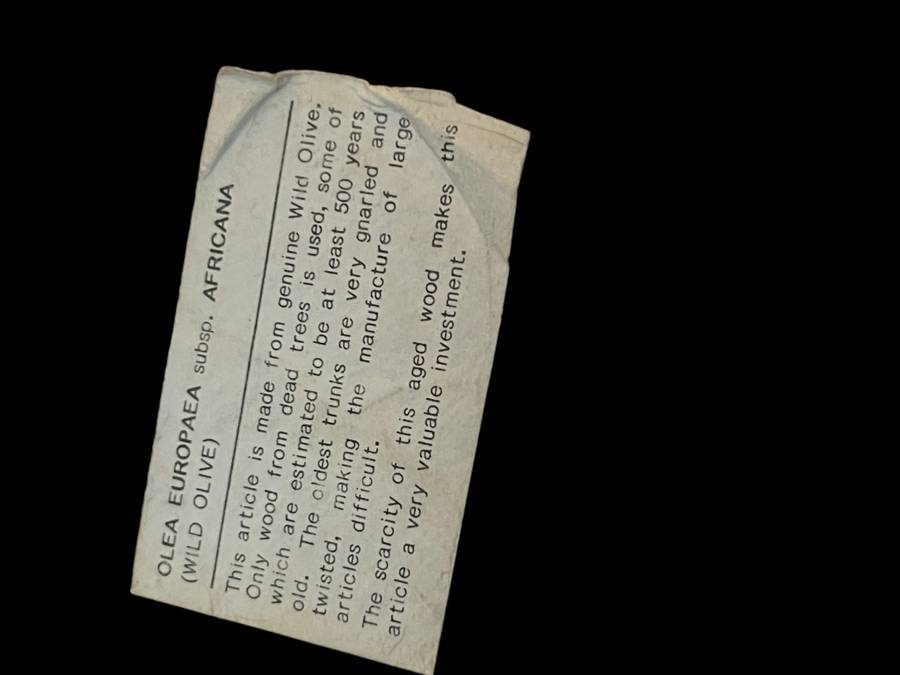 OLEA EUROPAEA subsp. AFRICANA
(WILD OLIVE)
This article is made from genuine Wild Olive.
Only wood from dead trees is used, some of
which are estimated to be at least 500 years
old. The oldest trunks are very gnarled and
twisted, making the manufacture of large
articles difficult.
The scarcity of this aged wood makes this
article a very valuable investment.